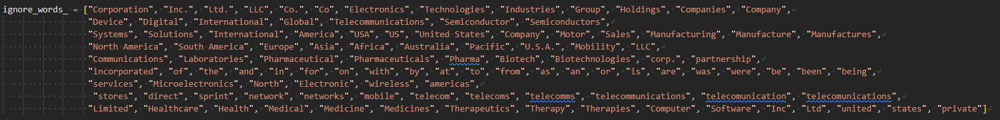 ignore_words_ = ["Corporation", "Inc.", "Ltd.", "LLC", "Co.", "Co", "Electronics", "Technologies", "Industries", "Group", "Holdings", "Companies", "Company",
"Device", "Digital", "International", "Global", "Telecommunications", "Semiconductor", "Semiconductors",
"Systems", "Solutions", "International", "America", "USA", "US", "United States", "Company", "Motor", "Sales", "Manufacturing", "Manufacture", "Manufactures",
"North America", "South America", "Europe", "Asia", "Africa", "Australia", "Pacific", "U.S.A.", "Mobility", "LLC",
"Communications", "Laboratories", "Pharmaceutical", "Pharmaceuticals", "Pharma", "Biotech", "Biotechnologies", "corp.", "partnership",
"incorporated", "of", "the", "and", "in", "for", "on", "with", "by", "at", "to", "from", "as", "an", "or", "is", "are", "was", "were", "be", "been", "being",
"services", "Microelectronics", "North", "Electronic", "wireless", "americas",
"stores", "direct", "sprint", "network", "networks", "mobile", "telecom", "telecoms", "telecomms", "telecommunications", "telecomunication", "telecomunications",
"Limited", "Healthcare", "Health", "Medical", "Medicine", "Medicines", "Therapeutics", "Therapy", "Therapies", "Computer", "Software", "Inc", "Ltd", "united", "states", "private"]